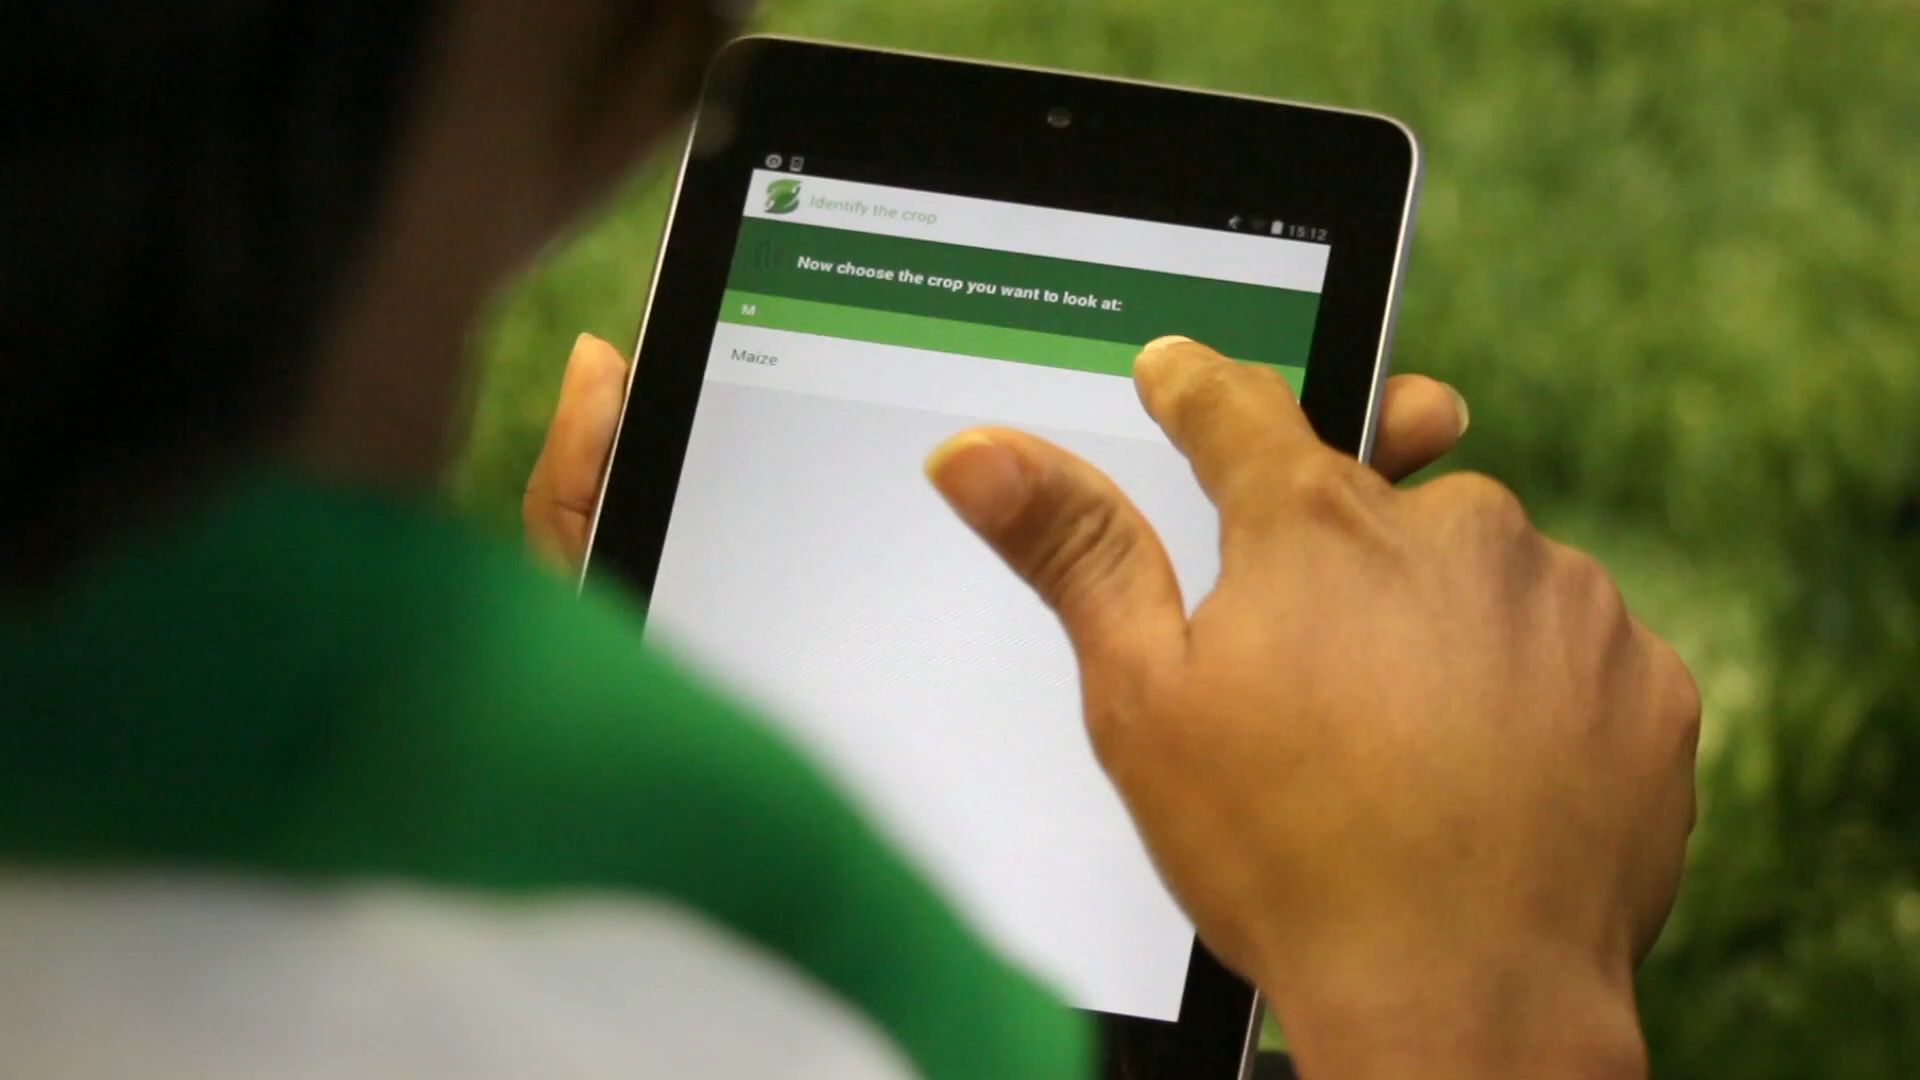 15:12
Identify the crop
Now choose the crop you want to look at:
M
Maize